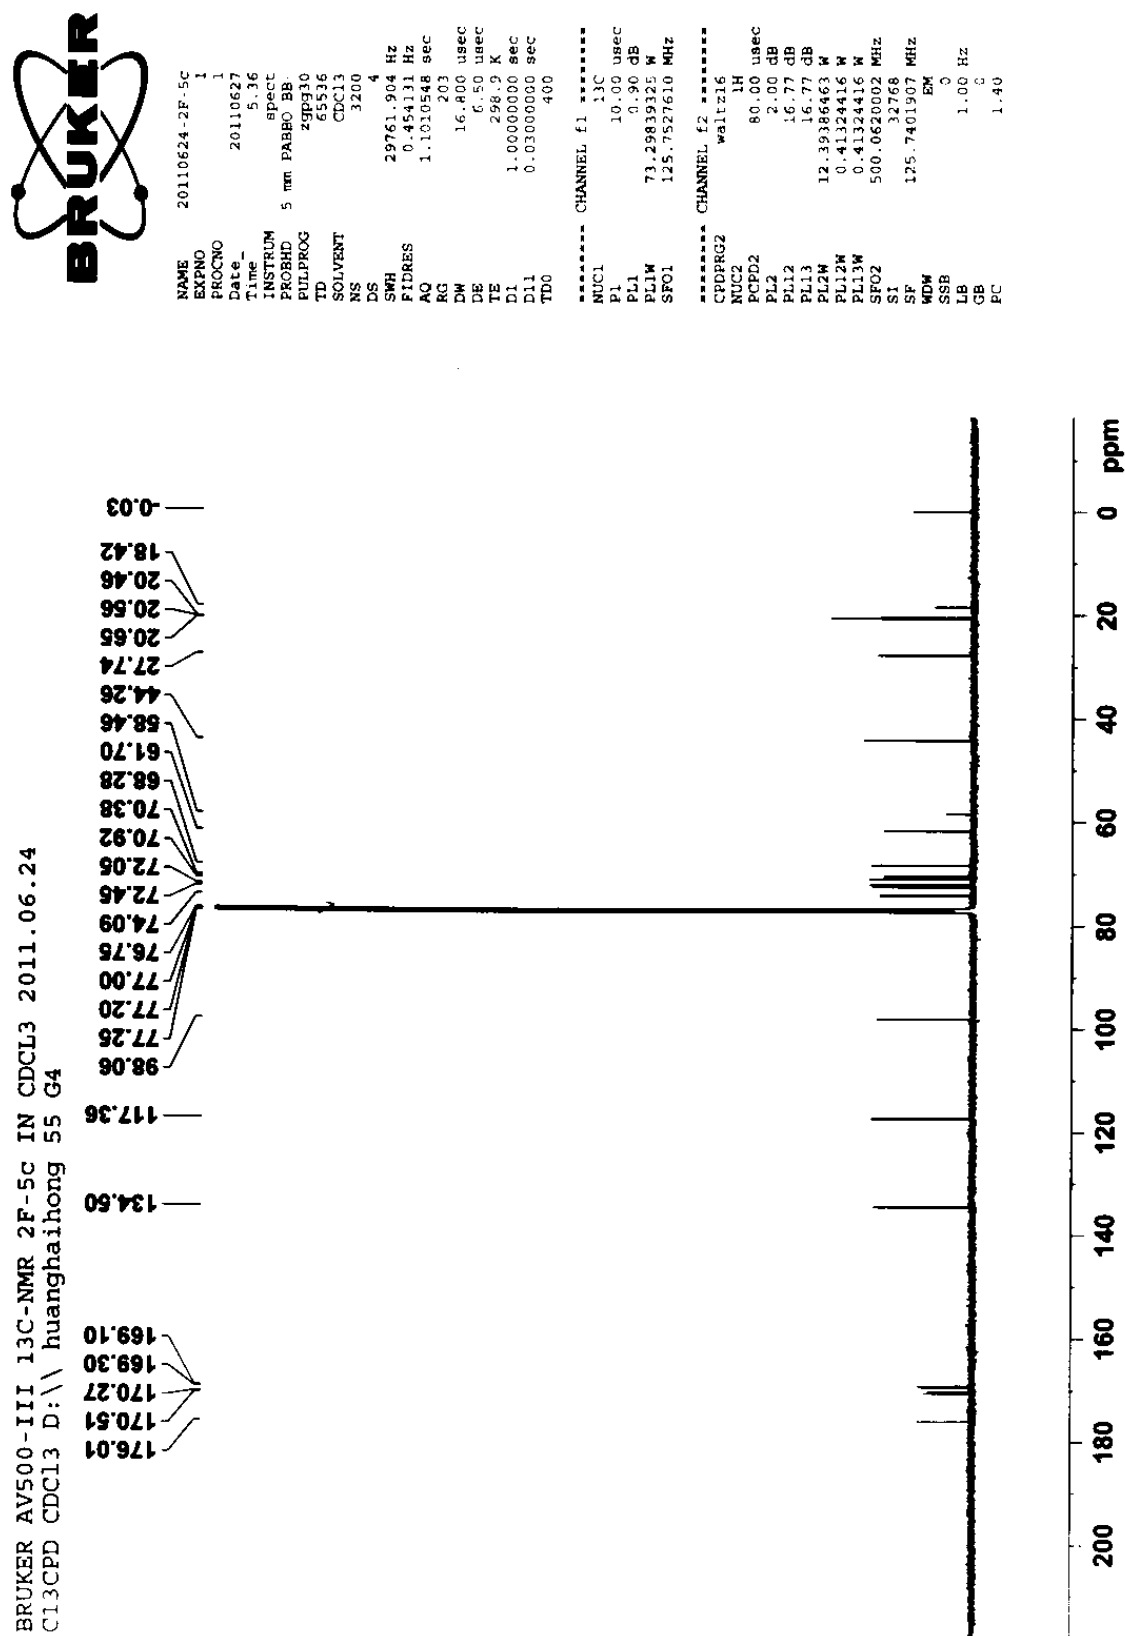 BRUKER AV500-III 13C-NMR 2F-5c IN CDCL3 2011.06.24
C13CPD CDCl3 D:\\ huanghaihong 55 G4
176.01
170.51
170.27
169.30
169.10
134.50
117.36
98.06
77.25
77.20
77.00
76.75
74.09
72.45
72.05
70.92
70.38
68.28
61.70
58.46
44.26
27.74
20.65
20.56
20.46
18.42
-0.03
200 180 160 140 120 100 80 60 40 20 0 ppm
BRUKER
NAME 20110624-2F-5c
EXPNO 1
PROCNO 1
Date_ 20110627
Time 5.36
INSTRUM spect
PROBHD 5 mm PABBO BB-
PULPROG zgpg30
TD 65536
SOLVENT CDCl3
NS 3200
DS 4
SWH 29761.904 Hz
FIDRES 0.454131 Hz
AQ 1.1010548 sec
RG 203
DW 16.800 usec
DE 6.50 usec
TE 298.9 K
D1 1.00000000 sec
D11 0.03000000 sec
TD0 400
======== CHANNEL f1 ========
NUC1 13C
P1 10.00 usec
PL1 0.90 dB
PL1W 73.29839325 W
SFO1 125.7527610 MHz
======== CHANNEL f2 ========
CPDPRG2 waltz16
NUC2 1H
PCPD2 80.00 usec
PL2 2.00 dB
PL12 16.77 dB
PL13 16.77 dB
PL2W 12.39386463 W
PL12W 0.41324416 W
PL13W 0.41324416 W
SFO2 500.0620002 MHz
SI 32768
SF 125.7401907 MHz
WDW EM
SSB 0
LB 1.00 Hz
GB 0
PC 1.40